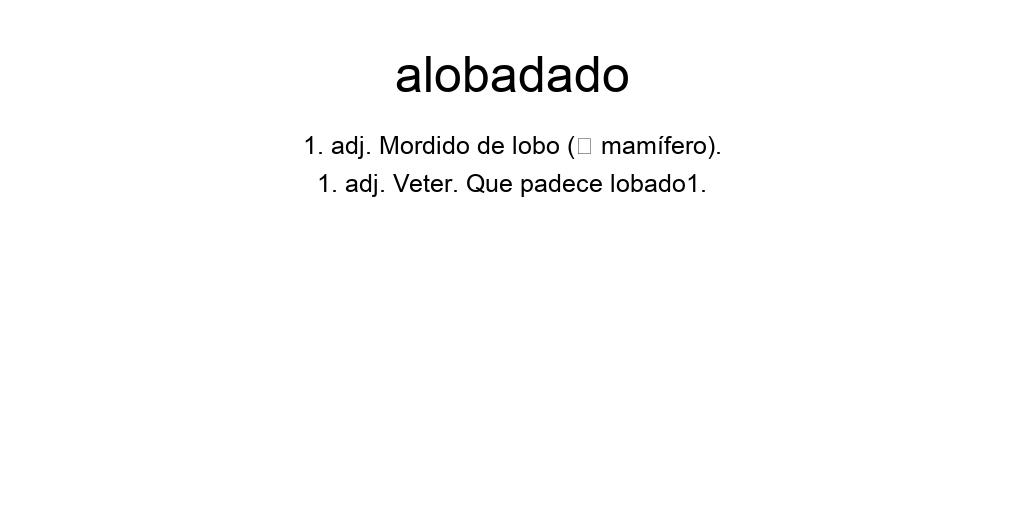 alobadado
1. adj. Mordido de lobo (□ mamífero).
1. adj. Veter. Que padece lobado1.